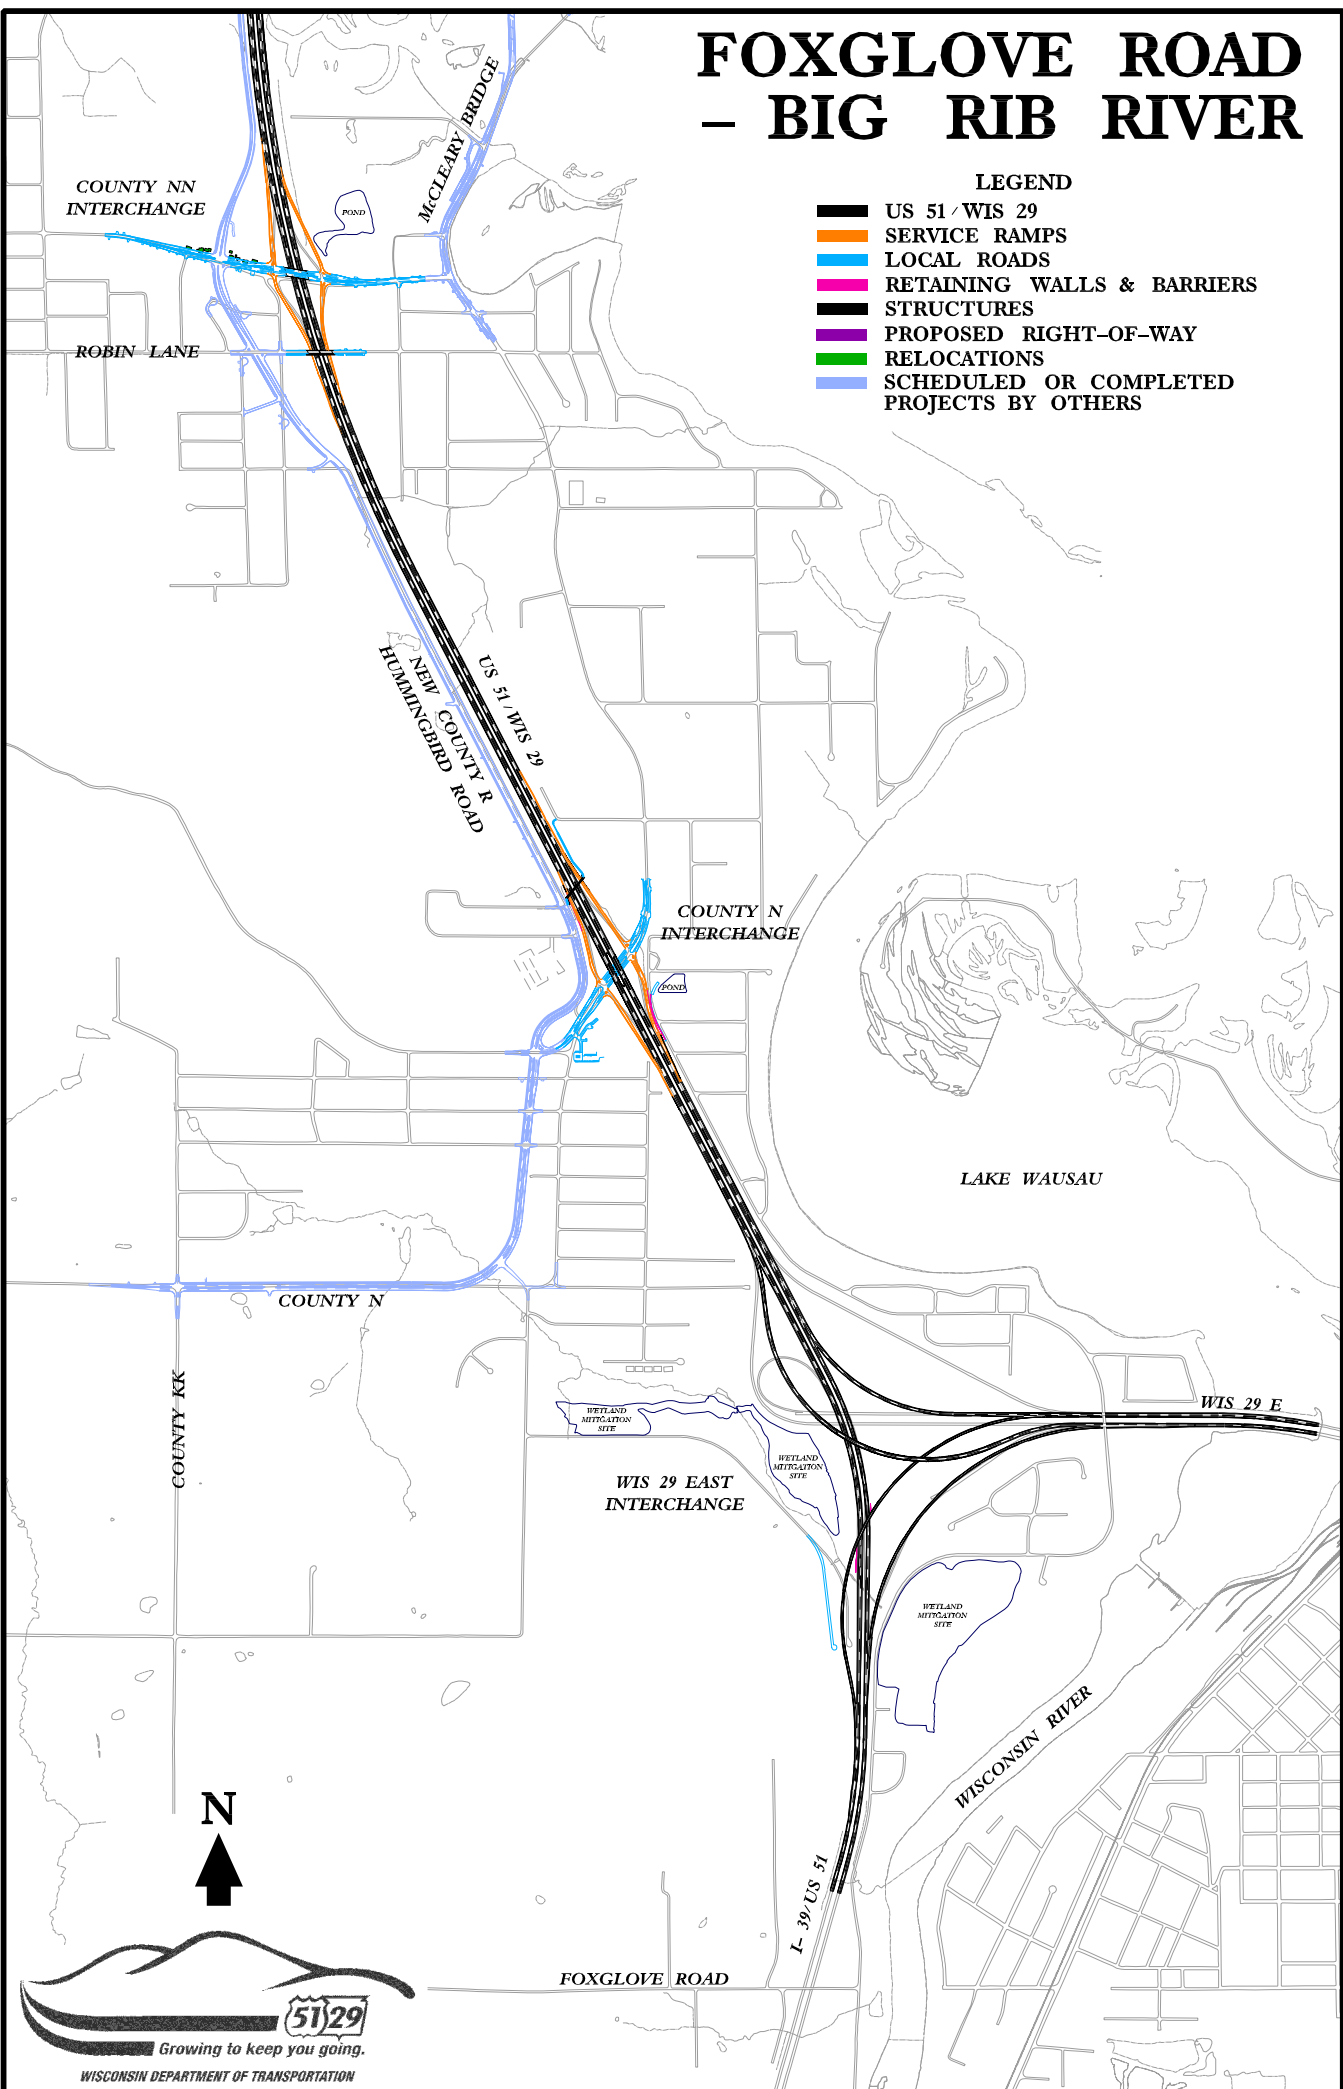 FOXGLOVE ROAD
– BIG RIB RIVER
LEGEND
US 51/WIS 29
SERVICE RAMPS
LOCAL ROADS
RETAINING WALLS & BARRIERS
STRUCTURES
PROPOSED RIGHT–OF–WAY
RELOCATIONS
SCHEDULED OR COMPLETED
PROJECTS BY OTHERS
McCLEARY BRIDGE
COUNTY NN
INTERCHANGE
POND
ROBIN LANE
US 51/WIS 29
NEW COUNTY R
HUMMINGBIRD ROAD
COUNTY N
INTERCHANGE
POND
LAKE WAUSAU
COUNTY N
COUNTY KK
WIS 29 E
WETLAND
MITIGATION
SITE
WETLAND
MITIGATION
SITE
WIS 29 EAST
INTERCHANGE
WETLAND
MITIGATION
SITE
WISCONSIN RIVER
N
I– 39/US 51
FOXGLOVE ROAD
51 29
Growing to keep you going.
WISCONSIN DEPARTMENT OF TRANSPORTATION